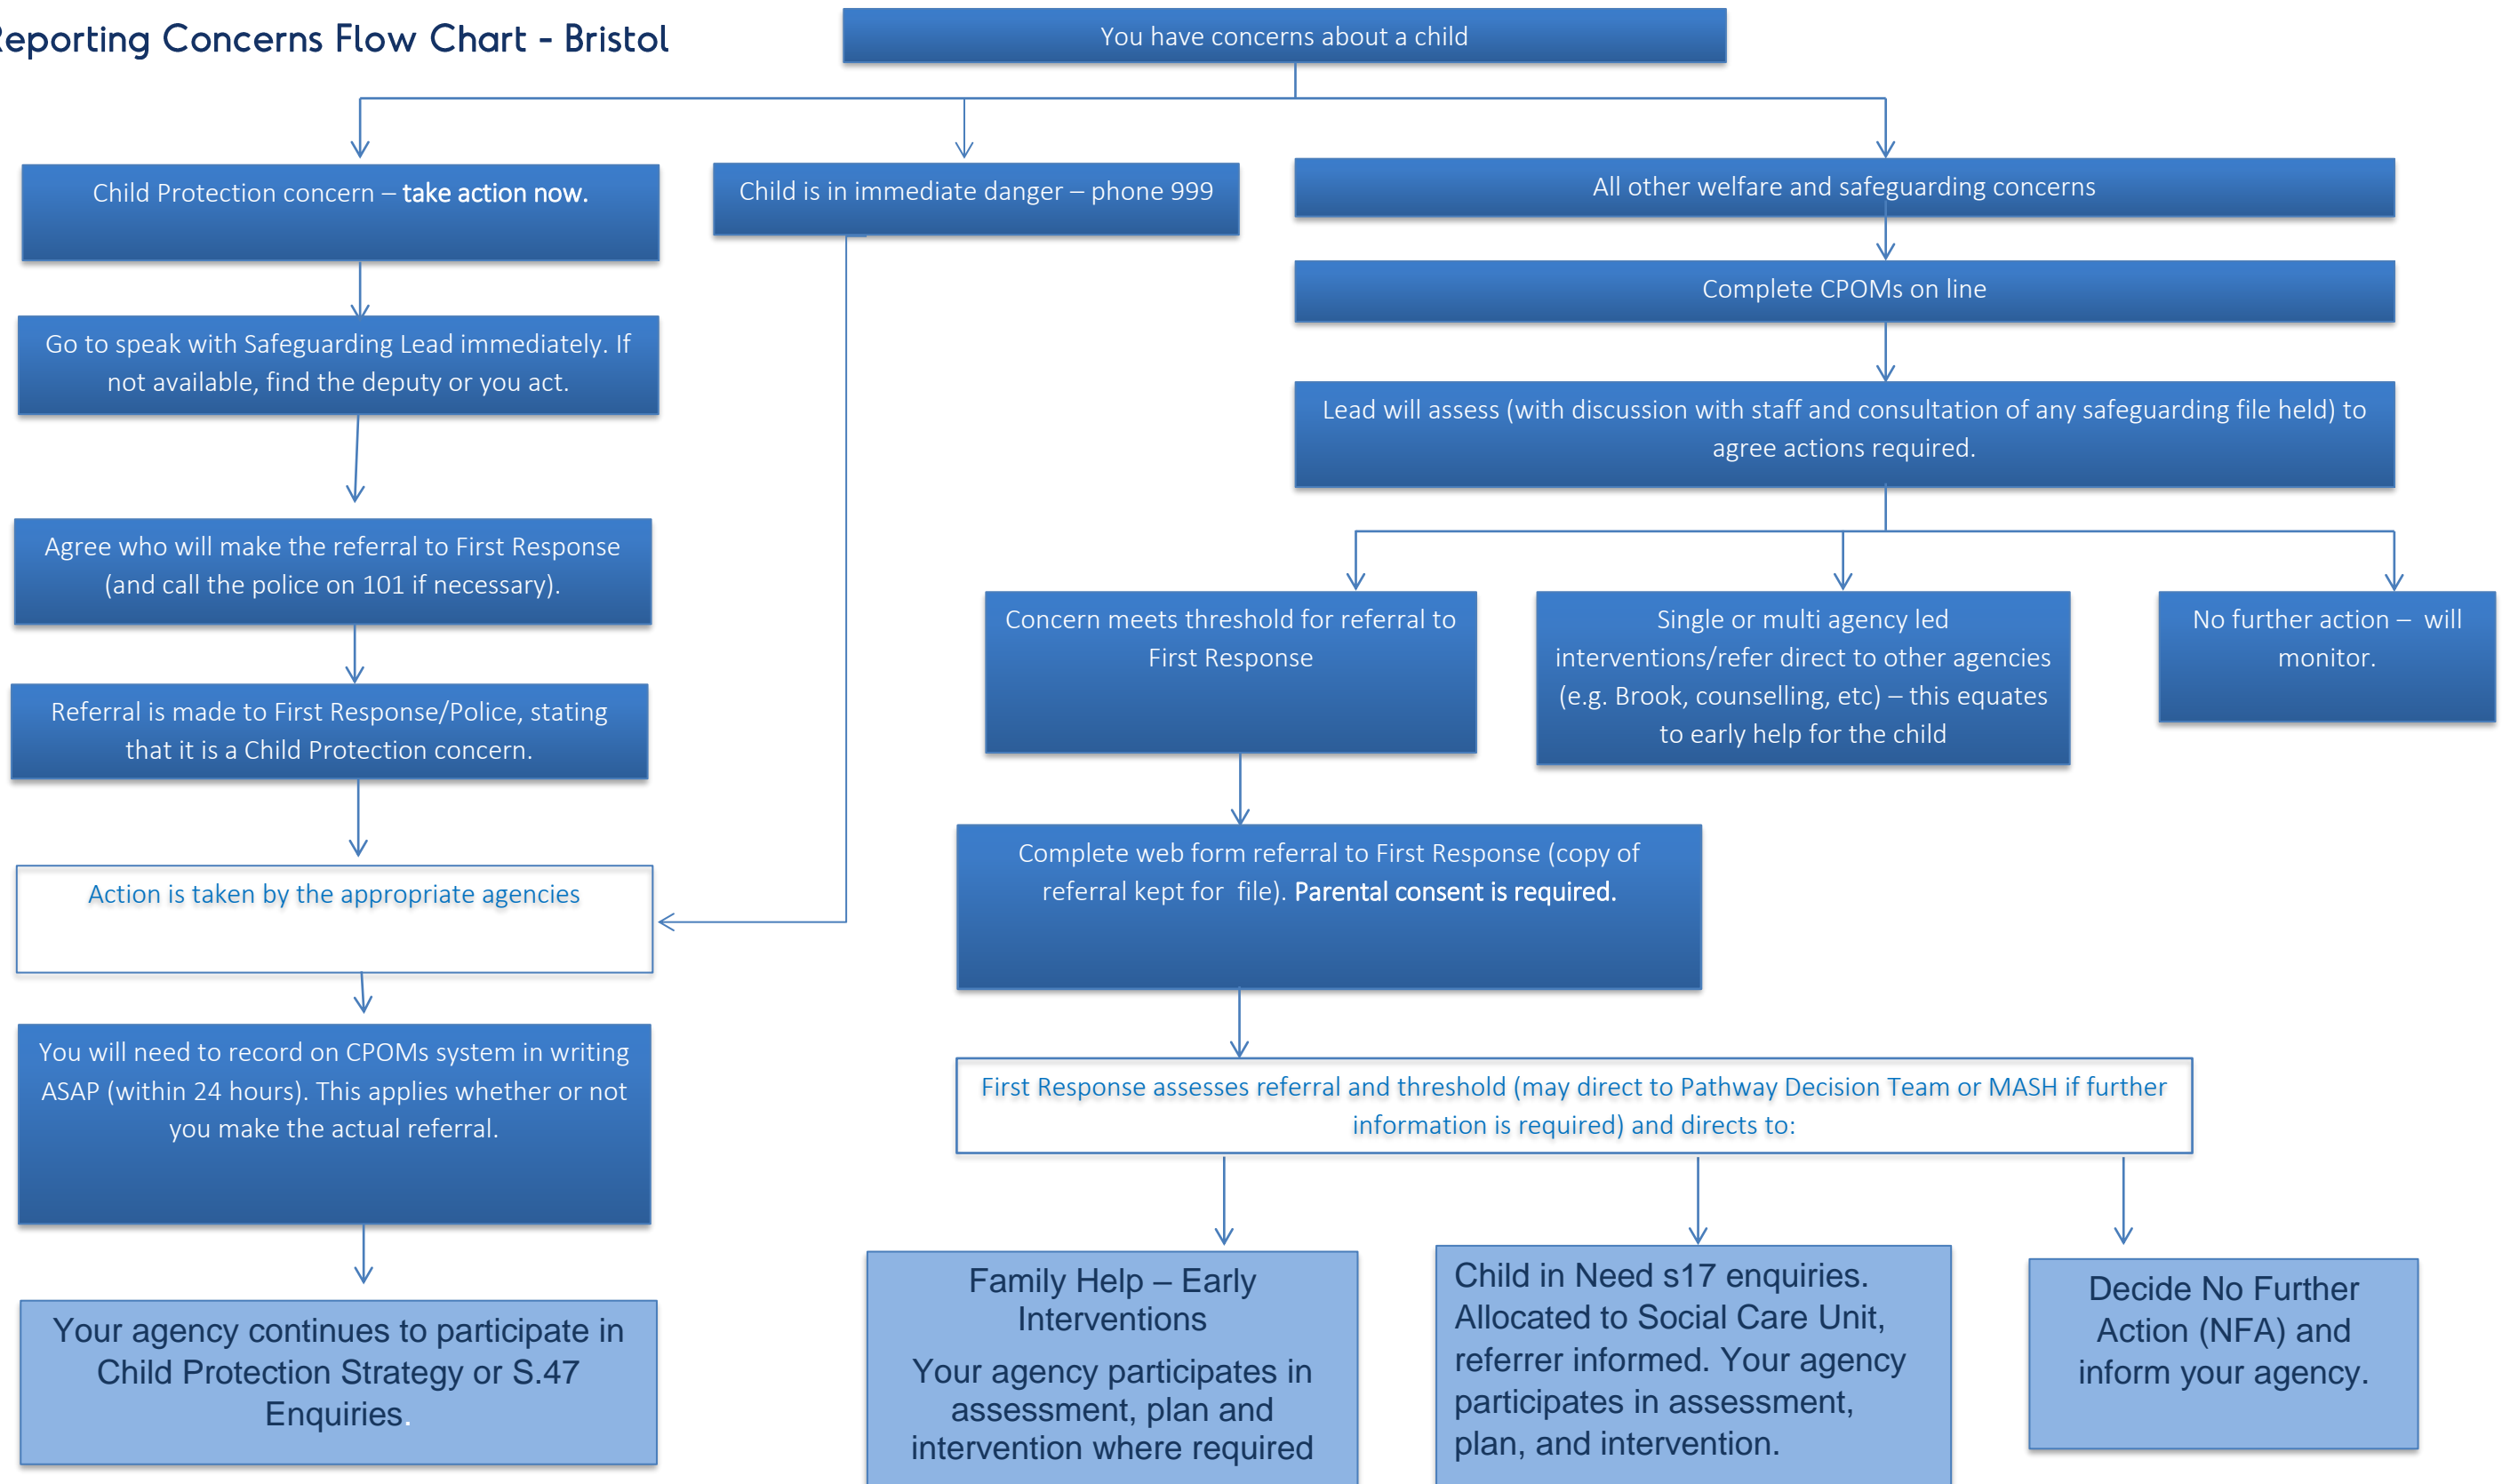 Reporting Concerns Flow Chart - Bristol
You have concerns about a child
Child Protection concern – take action now.
Child is in immediate danger – phone 999
All other welfare and safeguarding concerns
Complete CPOMs on line
Go to speak with Safeguarding Lead immediately. If
not available, find the deputy or you act.
Lead will assess (with discussion with staff and consultation of any safeguarding file held) to
agree actions required.
Agree who will make the referral to First Response
(and call the police on 101 if necessary).
Concern meets threshold for referral to
First Response
Single or multi agency led
interventions/refer direct to other agencies
(e.g. Brook, counselling, etc) – this equates
to early help for the child
No further action – will
monitor.
Referral is made to First Response/Police, stating
that it is a Child Protection concern.
Complete web form referral to First Response (copy of
referral kept for file). Parental consent is required.
Action is taken by the appropriate agencies
You will need to record on CPOMs system in writing
ASAP (within 24 hours). This applies whether or not
you make the actual referral.
First Response assesses referral and threshold (may direct to Pathway Decision Team or MASH if further
information is required) and directs to:
Your agency continues to participate in
Child Protection Strategy or S.47
Enquiries.
Family Help – Early
Interventions
Your agency participates in
assessment, plan and
intervention where required
Child in Need s17 enquiries.
Allocated to Social Care Unit,
referrer informed. Your agency
participates in assessment,
plan, and intervention.
Decide No Further
Action (NFA) and
inform your agency.